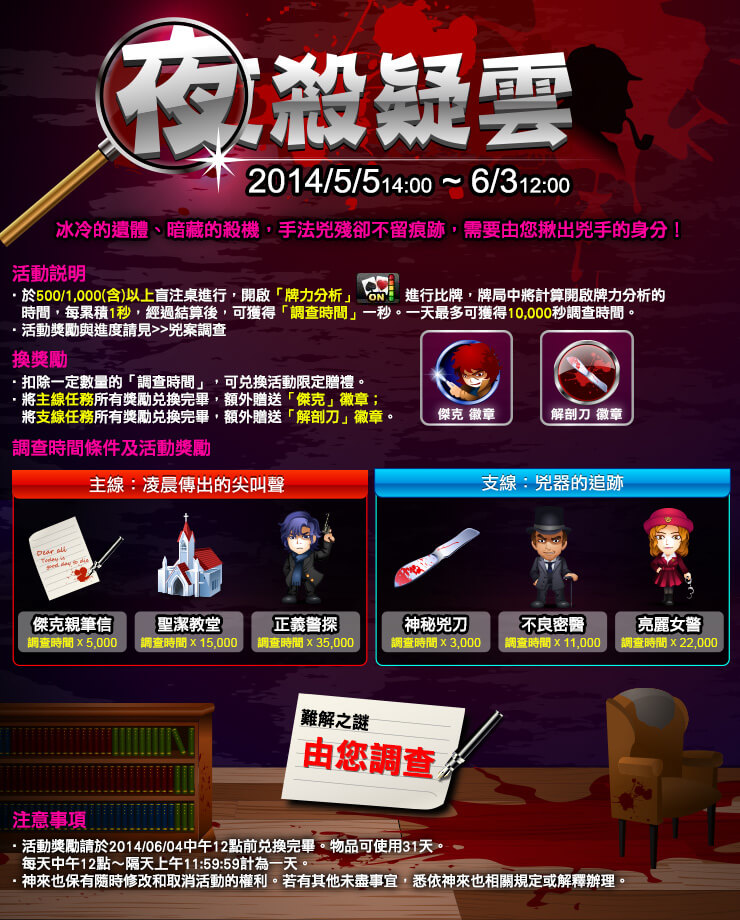 夜殺疑雲
2014/5/514:00 ~ 6/312:00
冰冷的遺體、暗藏的殺機，手法兇殘卻不留痕跡，需要由您揪出兇手的身分！
活動說明
‧於500/1,000(含)以上盲注桌進行，開啟「牌力分析」 ON 進行比牌，牌局中將計算開啟牌力分析的
時間，每累積1秒，經過結算後，可獲得「調查時間」一秒。一天最多可獲得10,000秒調查時間。
‧活動獎勵與進度請見>>兇案調查
換獎勵
‧扣除一定數量的「調查時間」，可兌換活動限定贈禮。
‧將主線任務所有獎勵兌換完畢，額外贈送「傑克」徽章；
將支線任務所有獎勵兌換完畢，額外贈送「解剖刀」徽章。
傑克 徽章
解剖刀 徽章
調查時間條件及活動獎勵
主線：凌晨傳出的尖叫聲
Dear all
Today is
good day to die
傑克親筆信
調查時間 x 5,000
聖潔教堂
調查時間 x 15,000
正義警探
調查時間 x 35,000
支線：兇器的追跡
神秘兇刀
調查時間 x 3,000
不良密醫
調查時間 x 11,000
亮麗女警
調查時間 x 22,000
難解之謎
由您調查
注意事項
‧活動獎勵請於2014/06/04中午12點前兌換完畢。物品可使用31天。
每天中午12點～隔天上午11:59:59計為一天。
‧神來也保有隨時修改和取消活動的權利。若有其他未盡事宜，悉依神來也相關規定或解釋辦理。